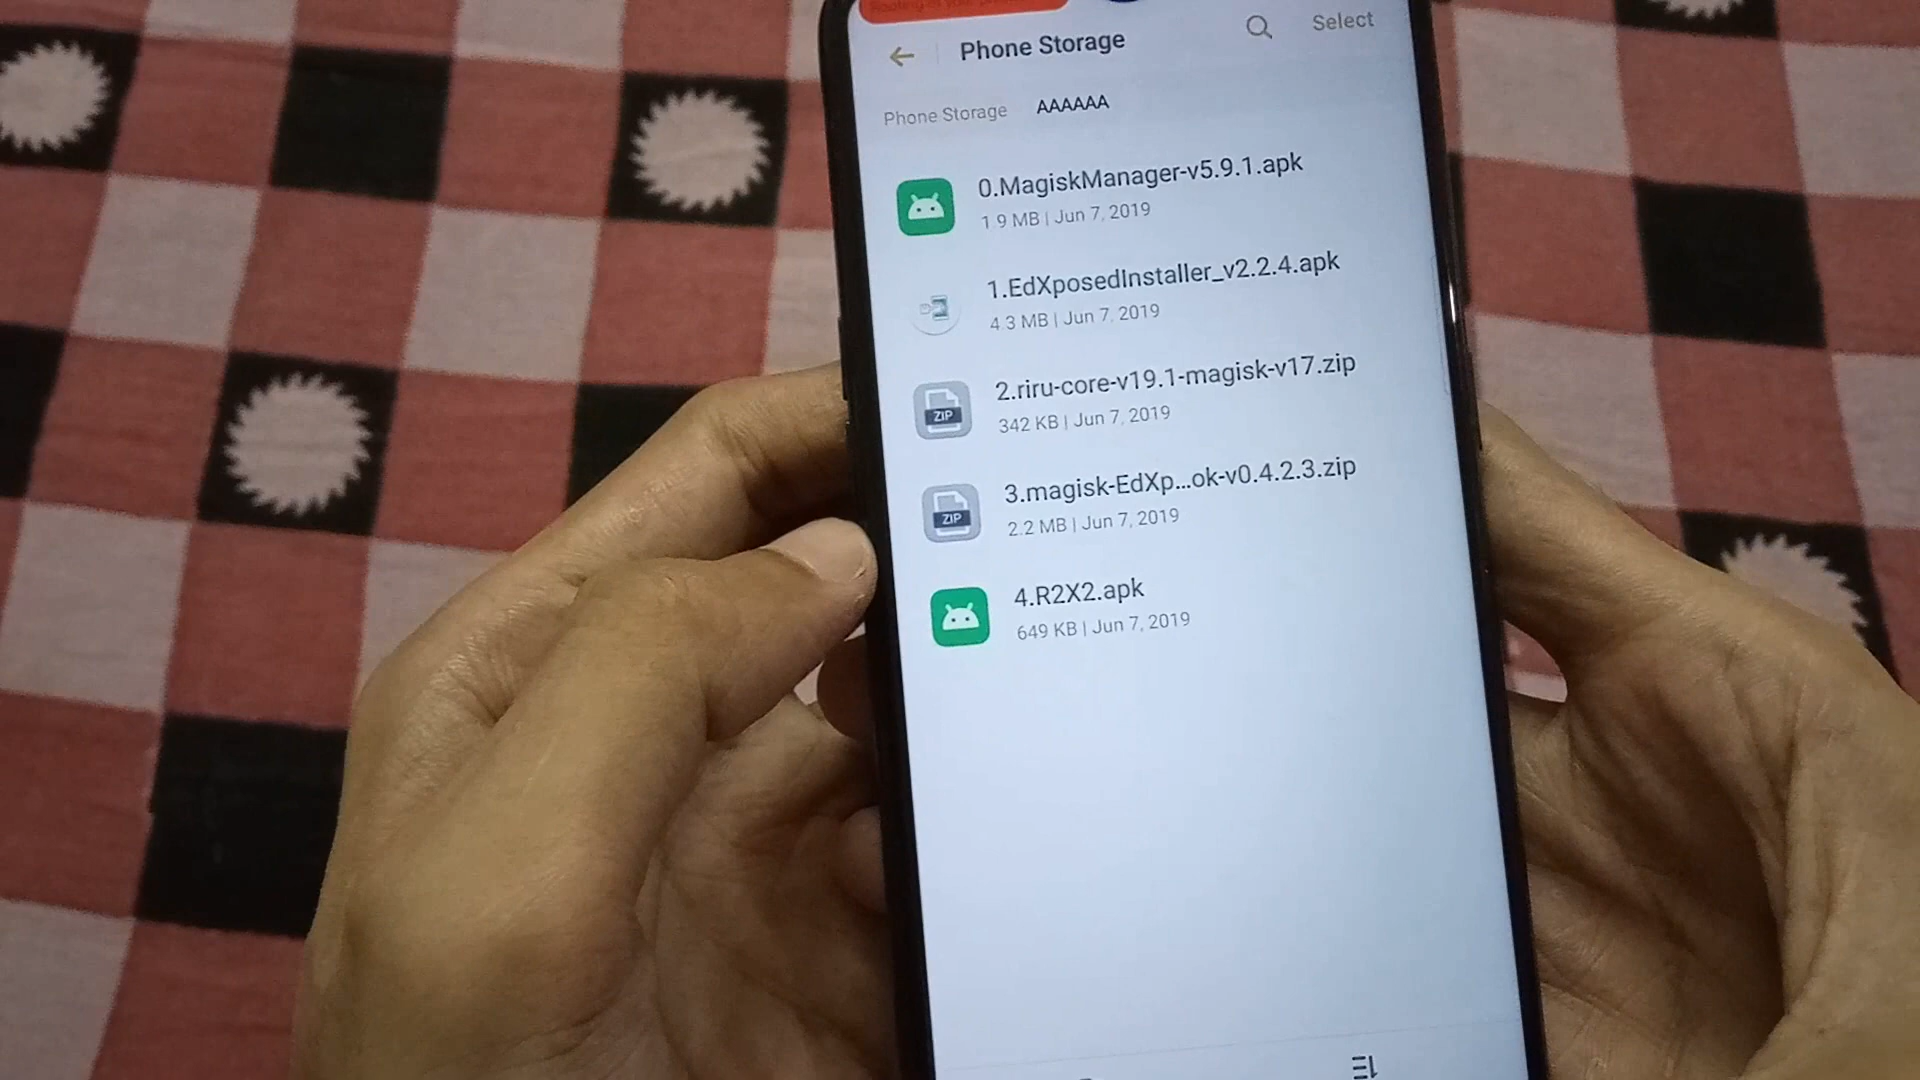 Phone Storage
Select
Phone Storage AAAAAA
0.MagiskManager-v5.9.1.apk
1.9 MB | Jun 7, 2019
1.EdXposedInstaller_v2.2.4.apk
4.3 MB | Jun 7, 2019
2.riru-core-v19.1-magisk-v17.zip
ZIP
342 KB | Jun 7, 2019
3.magisk-EdXp...ok-v0.4.2.3.zip
ZIP
2.2 MB | Jun 7, 2019
4.R2X2.apk
649 KB | Jun 7, 2019